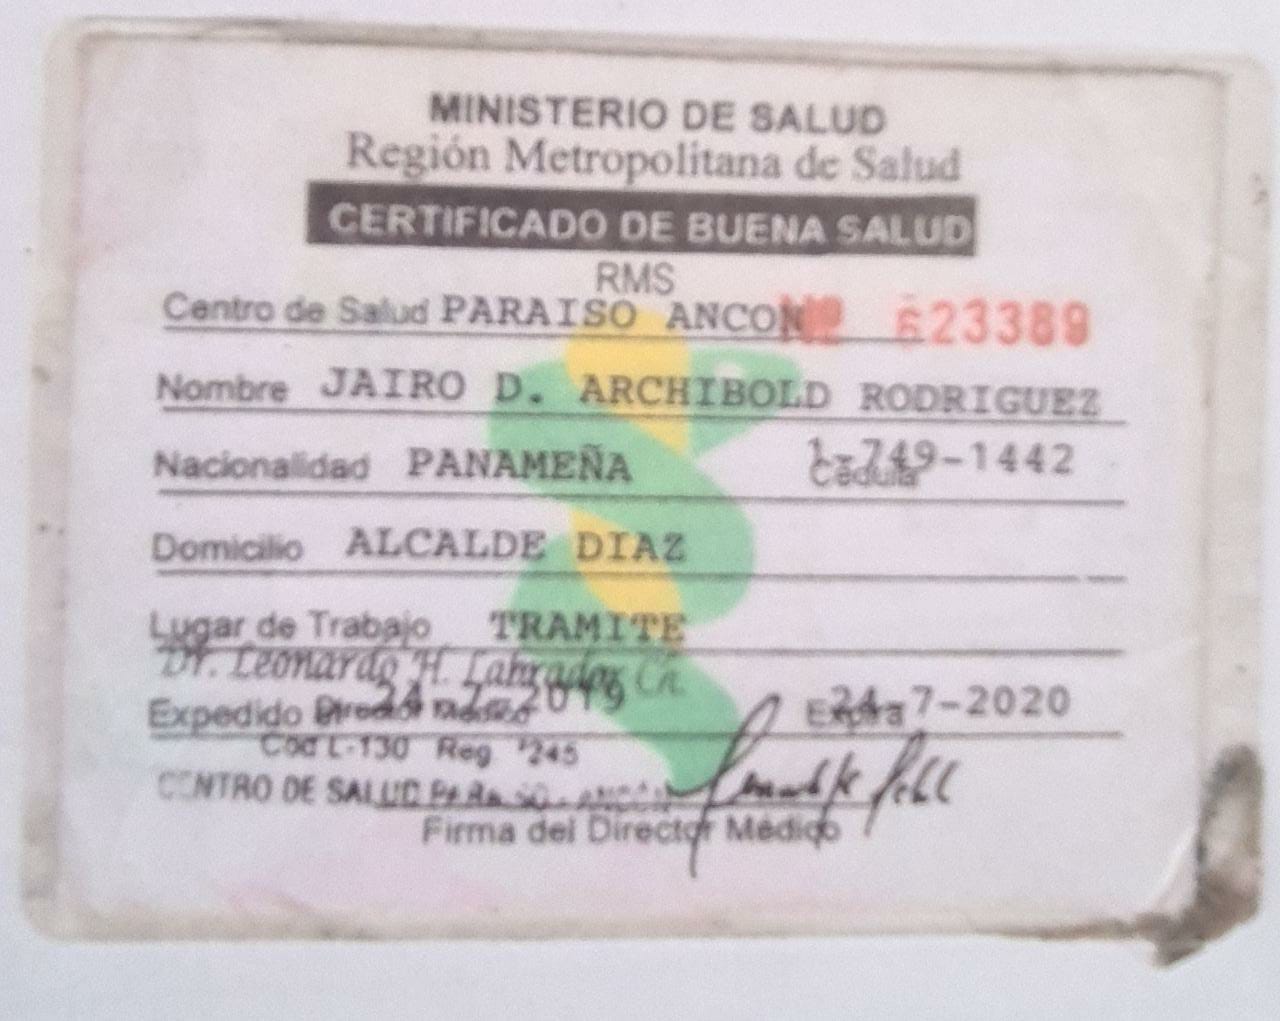 MINISTERIO DE SALUD
Región Metropolitana de Salud
CERTIFICADO DE BUENA SALUD
RMS
Centro de Salud PARAISO ANCON Nº 623389
Nombre JAIRO D. ARCHIBOLD RODRIGUEZ
Nacionalidad PANAMEÑA Cédula 1-749-1442
Domicilio ALCALDE DIAZ
Lugar de Trabajo TRAMITE
Dr. Leonardo H. Labrador Ch.
Expedido 24-7-2019 Expira 24-7-2020
Director Médico
Cod L-130 Reg 245
CENTRO DE SALUD PARAISO - ANCÓN
Firma del Director Médico